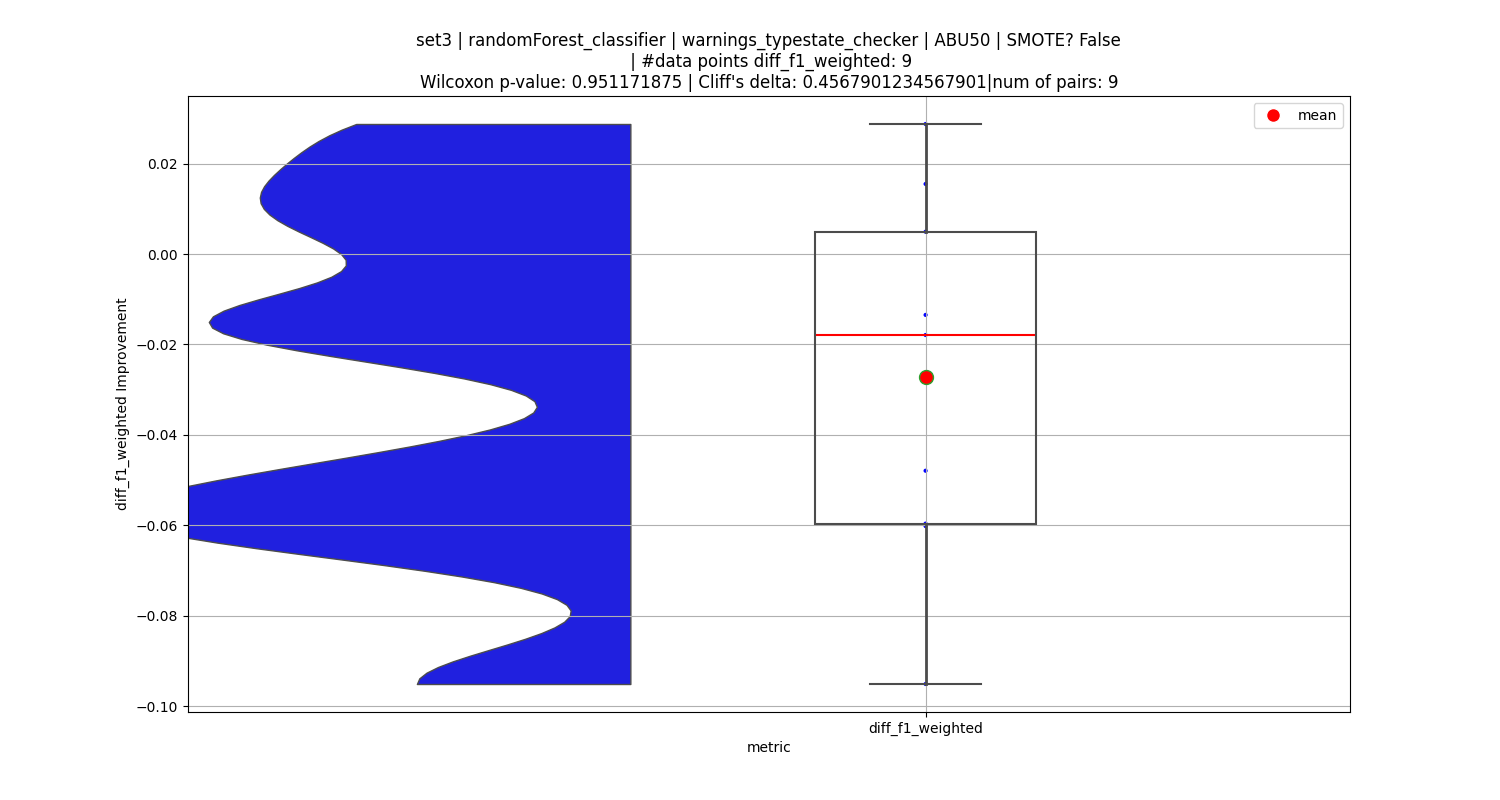 set3 | randomForest_classifier | warnings_typestate_checker | ABU50 | SMOTE? False
| #data points diff_f1_weighted: 9
Wilcoxon p-value: 0.951171875 | Cliff's delta: 0.4567901234567901|num of pairs: 9
mean
0.02
0.00
−0.02
−0.04
−0.06
−0.08
−0.10
diff_f1_weighted Improvement
diff_f1_weighted
metric